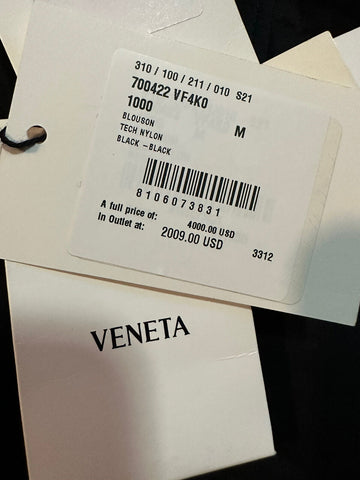 310 / 100 / 211 / 010 S21
700422 VF4K0
1000
M
BLOUSON
TECH NYLON
BLACK -BLACK
8106073831
A full price of: 4000.00 USD
In Outlet at: 2009.00 USD
3312
VENETA